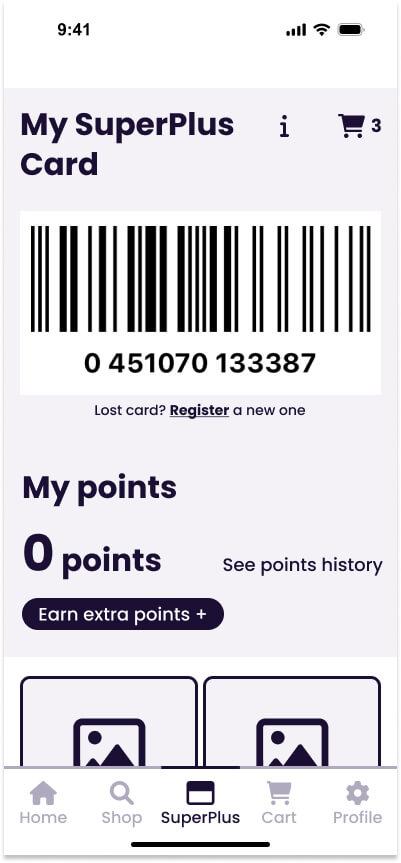 9:41
My SuperPlus
Card
3
0 451070 133387
Lost card? Register a new one
My points
0 points
See points history
Earn extra points +
Home
Shop
SuperPlus
Cart
Profile